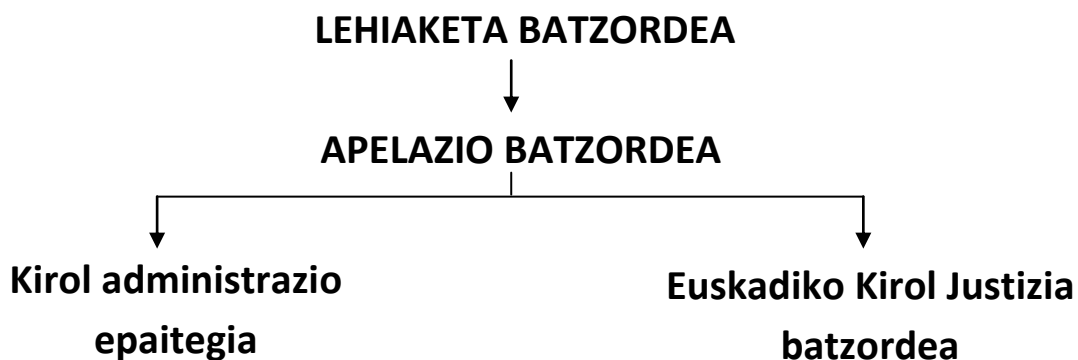 LEHIAKETA BATZORDEA
APELAZIO BATZORDEA
Kirol administrazio
epaitegia
Euskadiko Kirol Justizia
batzordea